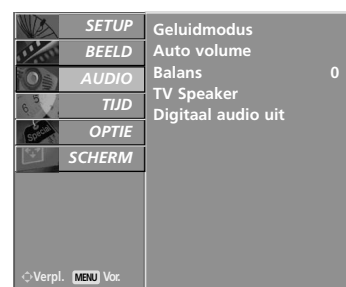 SETUP
BEELD
AUDIO
TIJD
OPTIE
SCHERM
Geluidmodus
Auto volume
Balans 0
TV Speaker
Digitaal audio uit
Special
Verpl. MENU Vor.